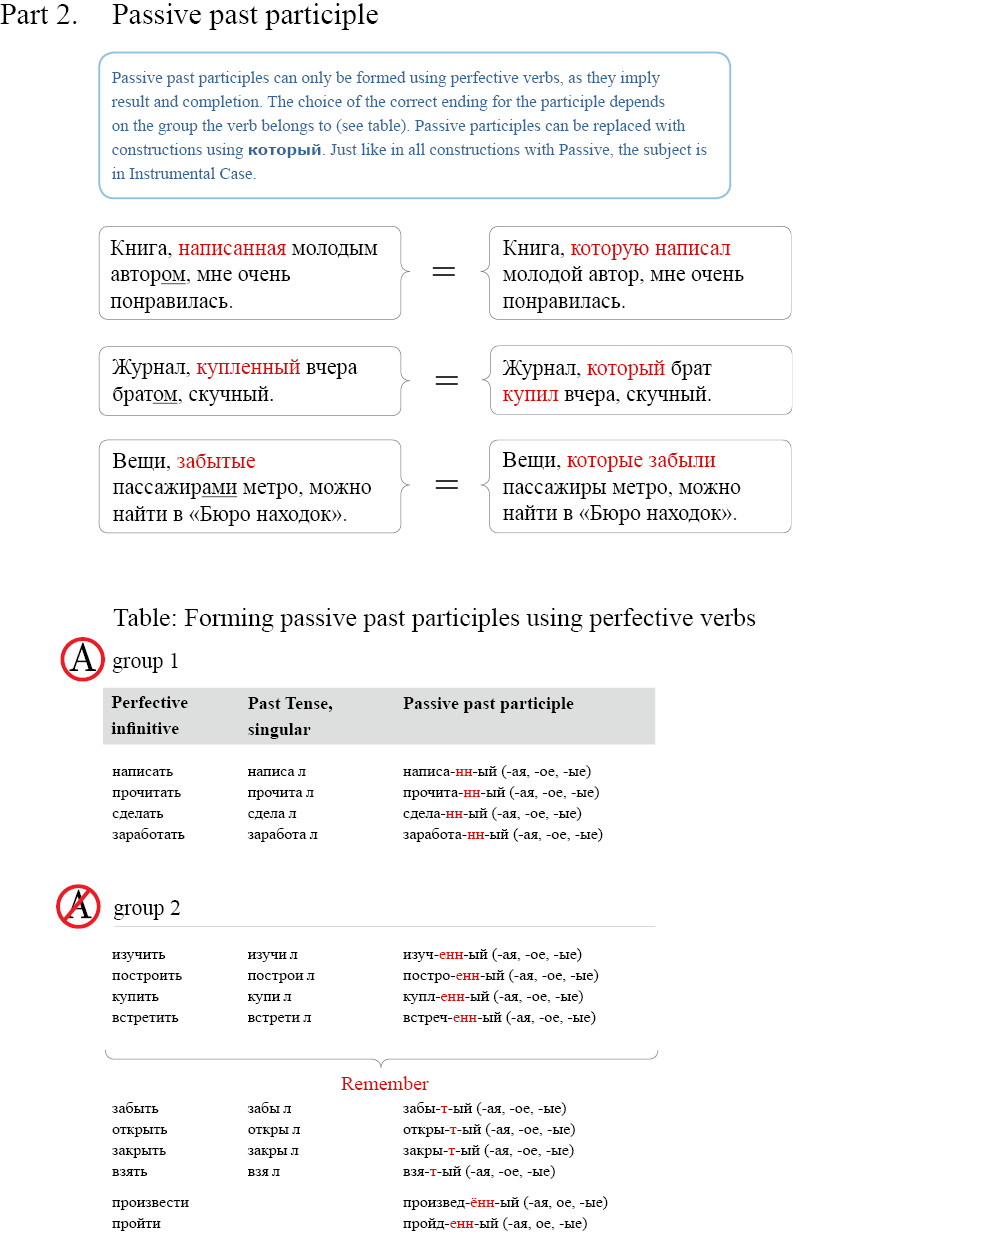 Part 2. Passive past participle
Passive past participles can only be formed using perfective verbs, as they imply
result and completion. The choice of the correct ending for the participle depends
on the group the verb belongs to (see table). Passive participles can be replaced with
constructions using который. Just like in all constructions with Passive, the subject is
in Instrumental Case.
Книга, написанная молодым
автором, мне очень
понравилась.
=
Книга, которую написал
молодой автор, мне очень
понравилась.
Журнал, купленный вчера
братом, скучный.
=
Журнал, который брат
купил вчера, скучный.
Вещи, забытые
пассажирами метро, можно
найти в «Бюро находок».
=
Вещи, которые забыли
пассажиры метро, можно
найти в «Бюро находок».
Table: Forming passive past participles using perfective verbs
A group 1
Perfective Past Tense, Passive past participle
infinitive singular
написать написа л написа-нн-ый (-ая, -ое, -ые)
прочитать прочита л прочита-нн-ый (-ая, -ое, -ые)
сделать сдела л сдела-нн-ый (-ая, -ое, -ые)
заработать заработа л заработа-нн-ый (-ая, -ое, -ые)
A group 2
изучить изучи л изуч-енн-ый (-ая, -ое, -ые)
построить построи л постро-енн-ый (-ая, -ое, -ые)
купить купи л купл-енн-ый (-ая, -ое, -ые)
встретить встрети л встреч-енн-ый (-ая, -ое, -ые)
Remember
забыть забы л забы-т-ый (-ая, -ое, -ые)
открыть откры л откры-т-ый (-ая, -ое, -ые)
закрыть закры л закры-т-ый (-ая, -ое, -ые)
взять взя л взя-т-ый (-ая, -ое, -ые)
произвести произвед-ённ-ый (-ая, ое, -ые)
пройти пройд-енн-ый (-ая, ое, -ые)